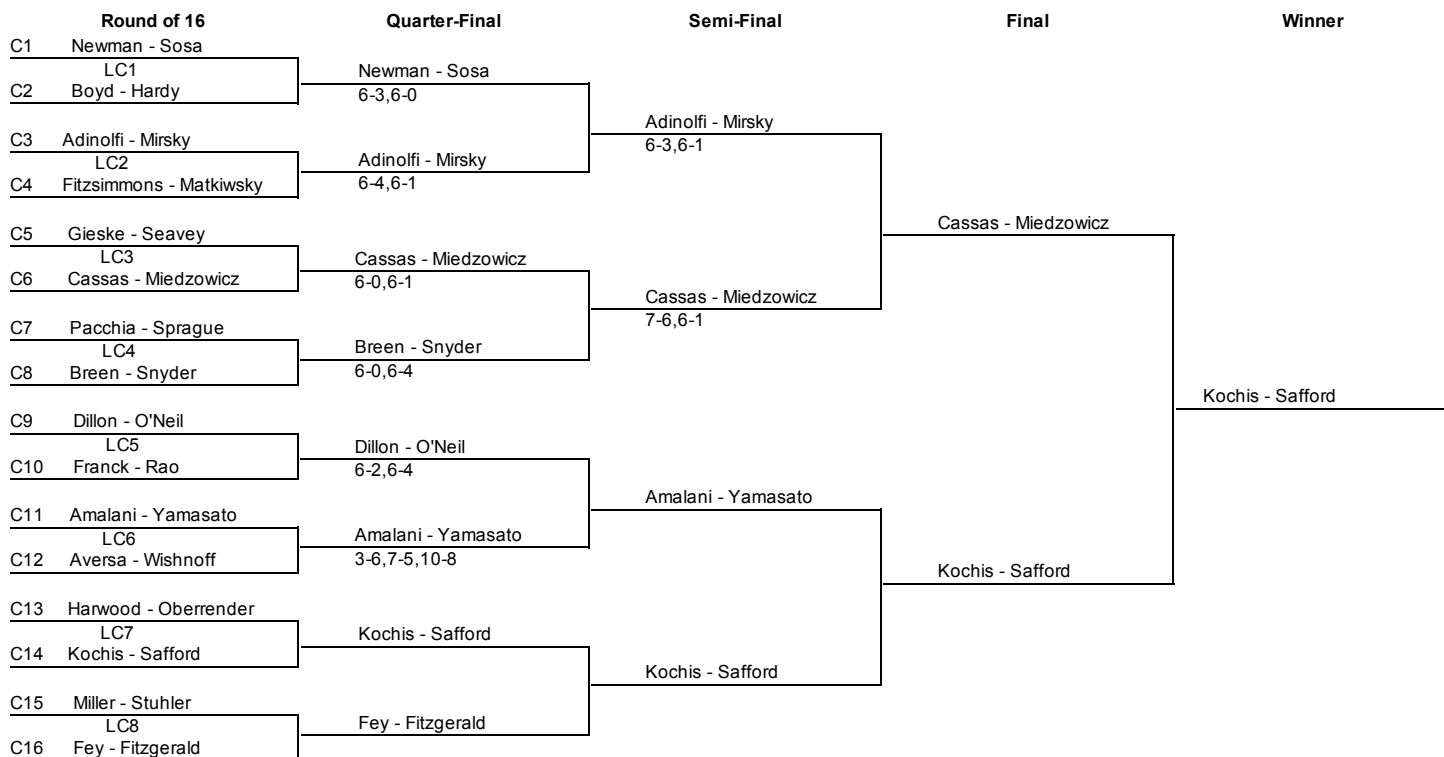 Round of 16 Quarter-Final Semi-Final Final Winner
C1 Newman - Sosa
LC1
C2 Boyd - Hardy
Newman - Sosa
6-3,6-0
C3 Adinolfi - Mirsky
LC2
C4 Fitzsimmons - Matkiwsky
Adinolfi - Mirsky
6-4,6-1
Adinolfi - Mirsky
6-3,6-1
C5 Gieske - Seavey
LC3
C6 Cassas - Miedzowicz
Cassas - Miedzowicz
6-0,6-1
C7 Pacchia - Sprague
LC4
C8 Breen - Snyder
Breen - Snyder
6-0,6-4
Cassas - Miedzowicz
7-6,6-1
Cassas - Miedzowicz
C9 Dillon - O'Neil
LC5
C10 Franck - Rao
Dillon - O'Neil
6-2,6-4
C11 Amalani - Yamasato
LC6
C12 Aversa - Wishnoff
Amalani - Yamasato
3-6,7-5,10-8
Amalani - Yamasato
C13 Harwood - Oberrender
LC7
C14 Kochis - Safford
Kochis - Safford
C15 Miller - Stuhler
LC8
C16 Fey - Fitzgerald
Fey - Fitzgerald
Kochis - Safford
Kochis - Safford
Kochis - Safford